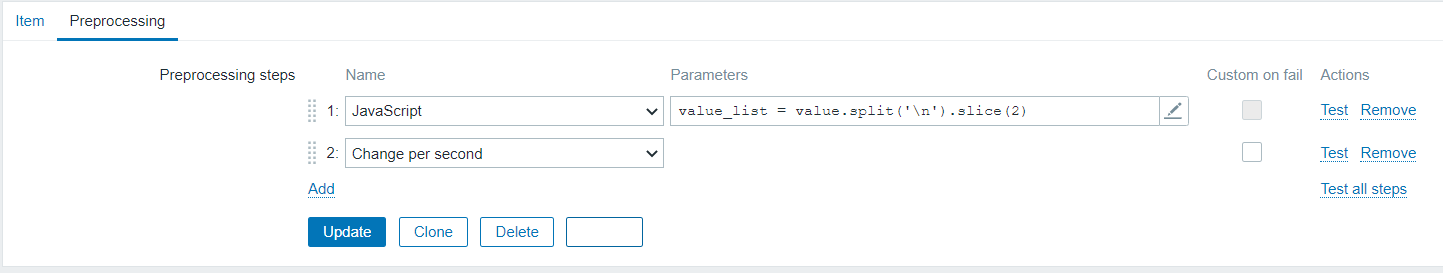 Item Preprocessing
Preprocessing steps Name Parameters Custom on fail Actions
1: JavaScript value_list = value.split('\n').slice(2) Test Remove
2: Change per second Test Remove
Add Test all steps
Update Clone Delete